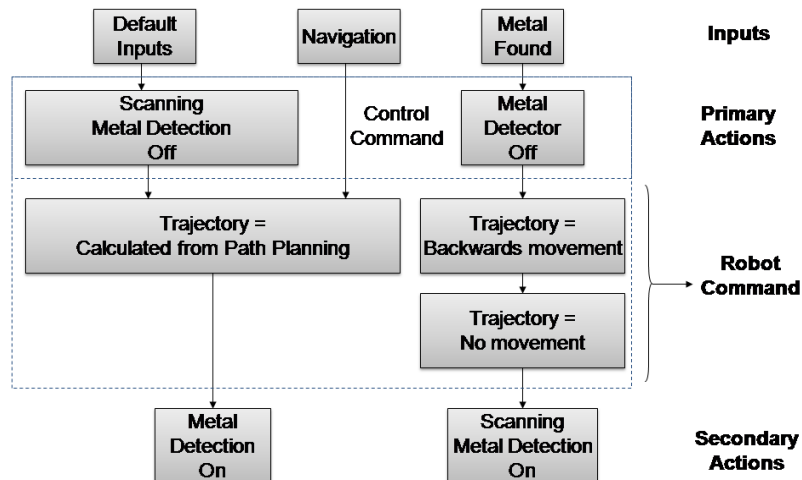 Default
Inputs
Navigation
Metal
Found
Inputs
Scanning
Metal Detection
Off
Control
Command
Metal
Detector
Off
Primary
Actions
Trajectory =
Calculated from Path Planning
Trajectory =
Backwards movement
Trajectory =
No movement
Robot
Command
Metal
Detection
On
Scanning
Metal Detection
On
Secondary
Actions